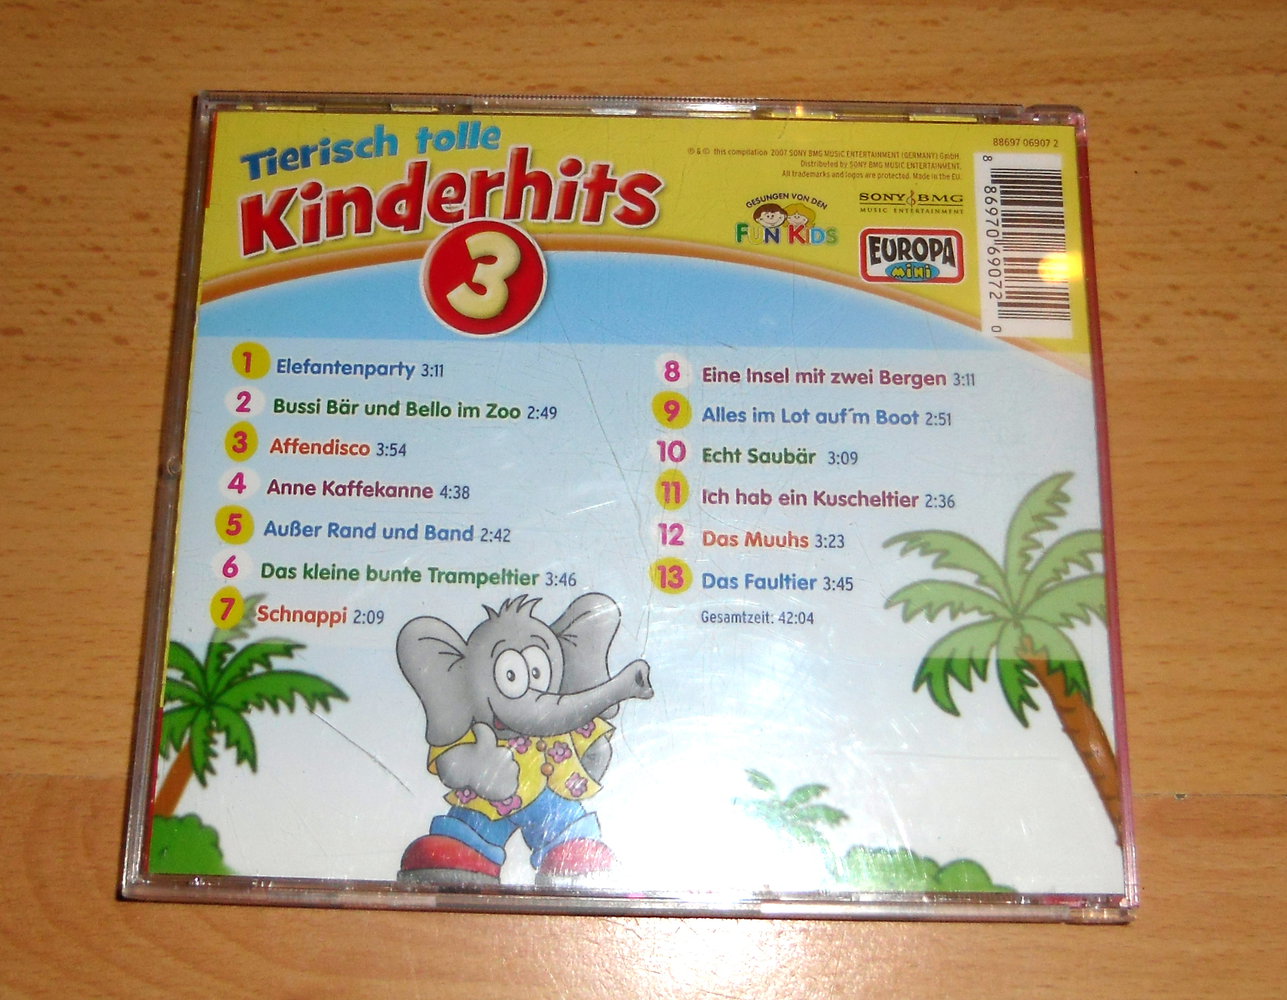 Tierisch tolle
Kinderhits
3
℗ & © this compilation 2007 SONY BMG MUSIC ENTERTAINMENT (GERMANY) GmbH.
Distributed by SONY BMG MUSIC ENTERTAINMENT.
All trademarks and logos are protected. Made in the EU.
88697 06907 2
GESUNGEN VON DEN
FUN KIDS
SONY BMG
MUSIC ENTERTAINMENT
EUROPA
MINI
8 86970 69072 0
1 Elefantenparty 3:11
2 Bussi Bär und Bello im Zoo 2:49
3 Affendisco 3:54
4 Anne Kaffekanne 4:38
5 Außer Rand und Band 2:42
6 Das kleine bunte Trampeltier 3:46
7 Schnappi 2:09
8 Eine Insel mit zwei Bergen 3:11
9 Alles im Lot auf´m Boot 2:51
10 Echt Saubär 3:09
11 Ich hab ein Kuscheltier 2:36
12 Das Muuhs 3:23
13 Das Faultier 3:45
Gesamtzeit: 42:04